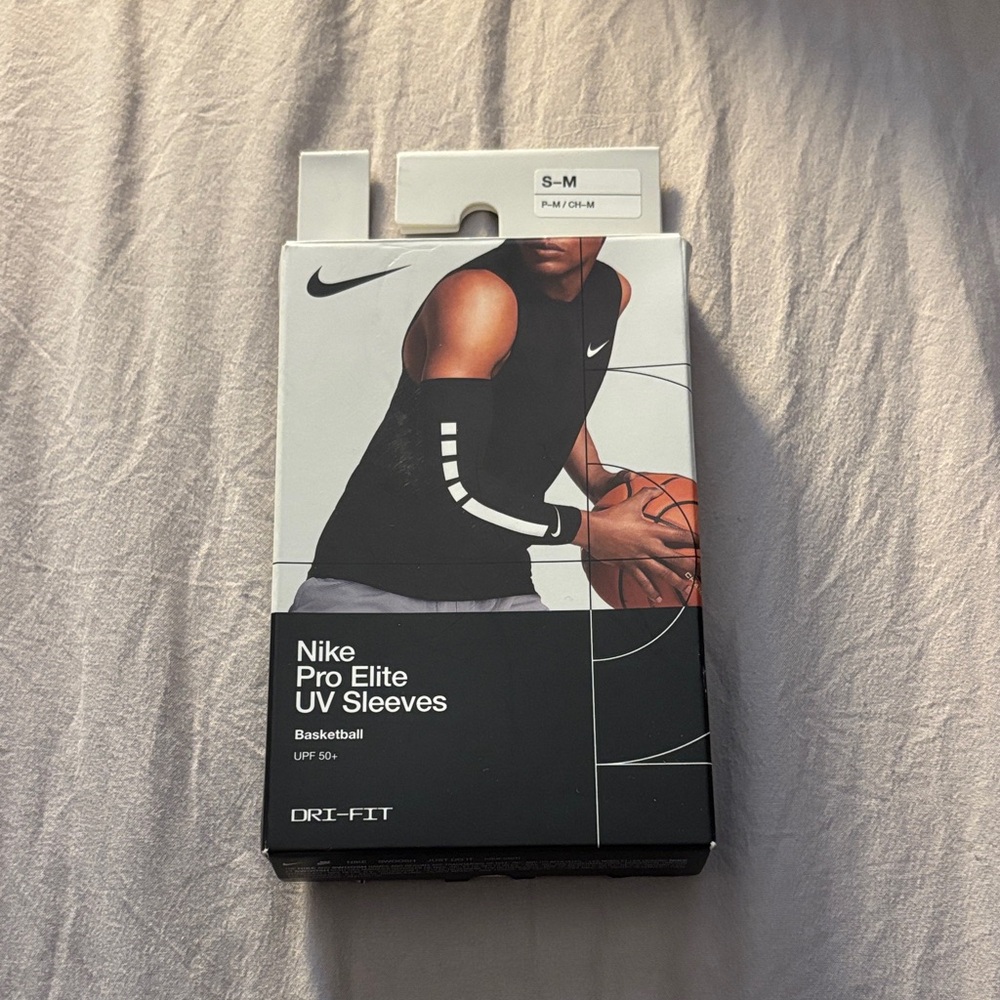 S–M
P–M / CH–M
Nike
Pro Elite
UV Sleeves
Basketball
UPF 50+
DRI–FIT